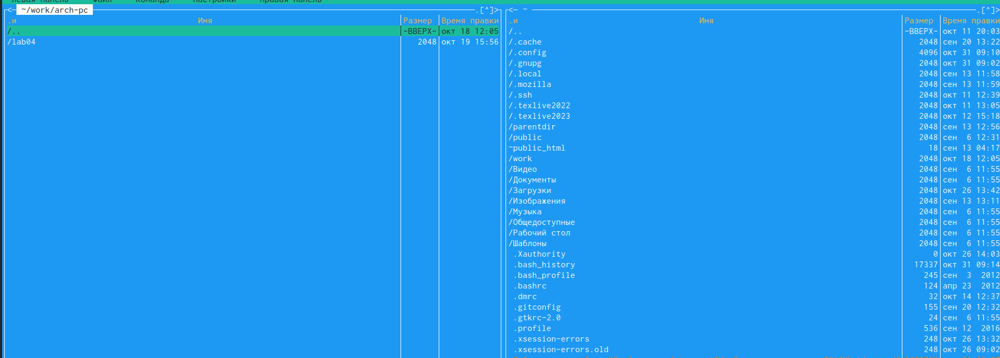 левая панель файл команда настройки правая панель
<─ ~/work/arch-pc .[^]>
.и Имя Размер Время правки
/.. -ВВЕРХ- окт 18 12:05
/lab04 2048 окт 19 15:56
<─ ~ .[^]>
.и Имя Размер Время правки
/.. -ВВЕРХ- окт 11 20:03
/.cache 2048 сен 20 13:22
/.config 4096 окт 31 09:10
/.gnupg 2048 окт 31 09:02
/.local 2048 сен 13 11:58
/.mozilla 2048 сен 13 11:59
/.ssh 2048 окт 11 12:39
/.texlive2022 2048 окт 11 13:05
/.texlive2023 2048 окт 12 15:18
/parentdir 2048 сен 13 12:56
/public 2048 сен 6 12:31
~public_html 18 сен 13 04:17
/work 2048 окт 18 12:05
/Видео 2048 сен 6 11:55
/Документы 2048 сен 6 11:55
/Загрузки 2048 окт 26 13:42
/Изображения 2048 сен 13 13:11
/Музыка 2048 сен 6 11:55
/Общедоступные 2048 сен 6 11:55
/Рабочий стол 2048 сен 6 11:55
/Шаблоны 2048 сен 6 11:55
.Xauthority 0 окт 26 14:03
.bash_history 17337 окт 31 09:14
.bash_profile 245 сен 3 2012
.bashrc 124 апр 23 2012
.dmrc 32 окт 14 12:37
.gitconfig 155 сен 20 12:32
.gtkrc-2.0 24 сен 6 11:55
.profile 536 сен 12 2016
.xsession-errors 248 окт 26 13:32
.xsession-errors.old 248 окт 26 09:02